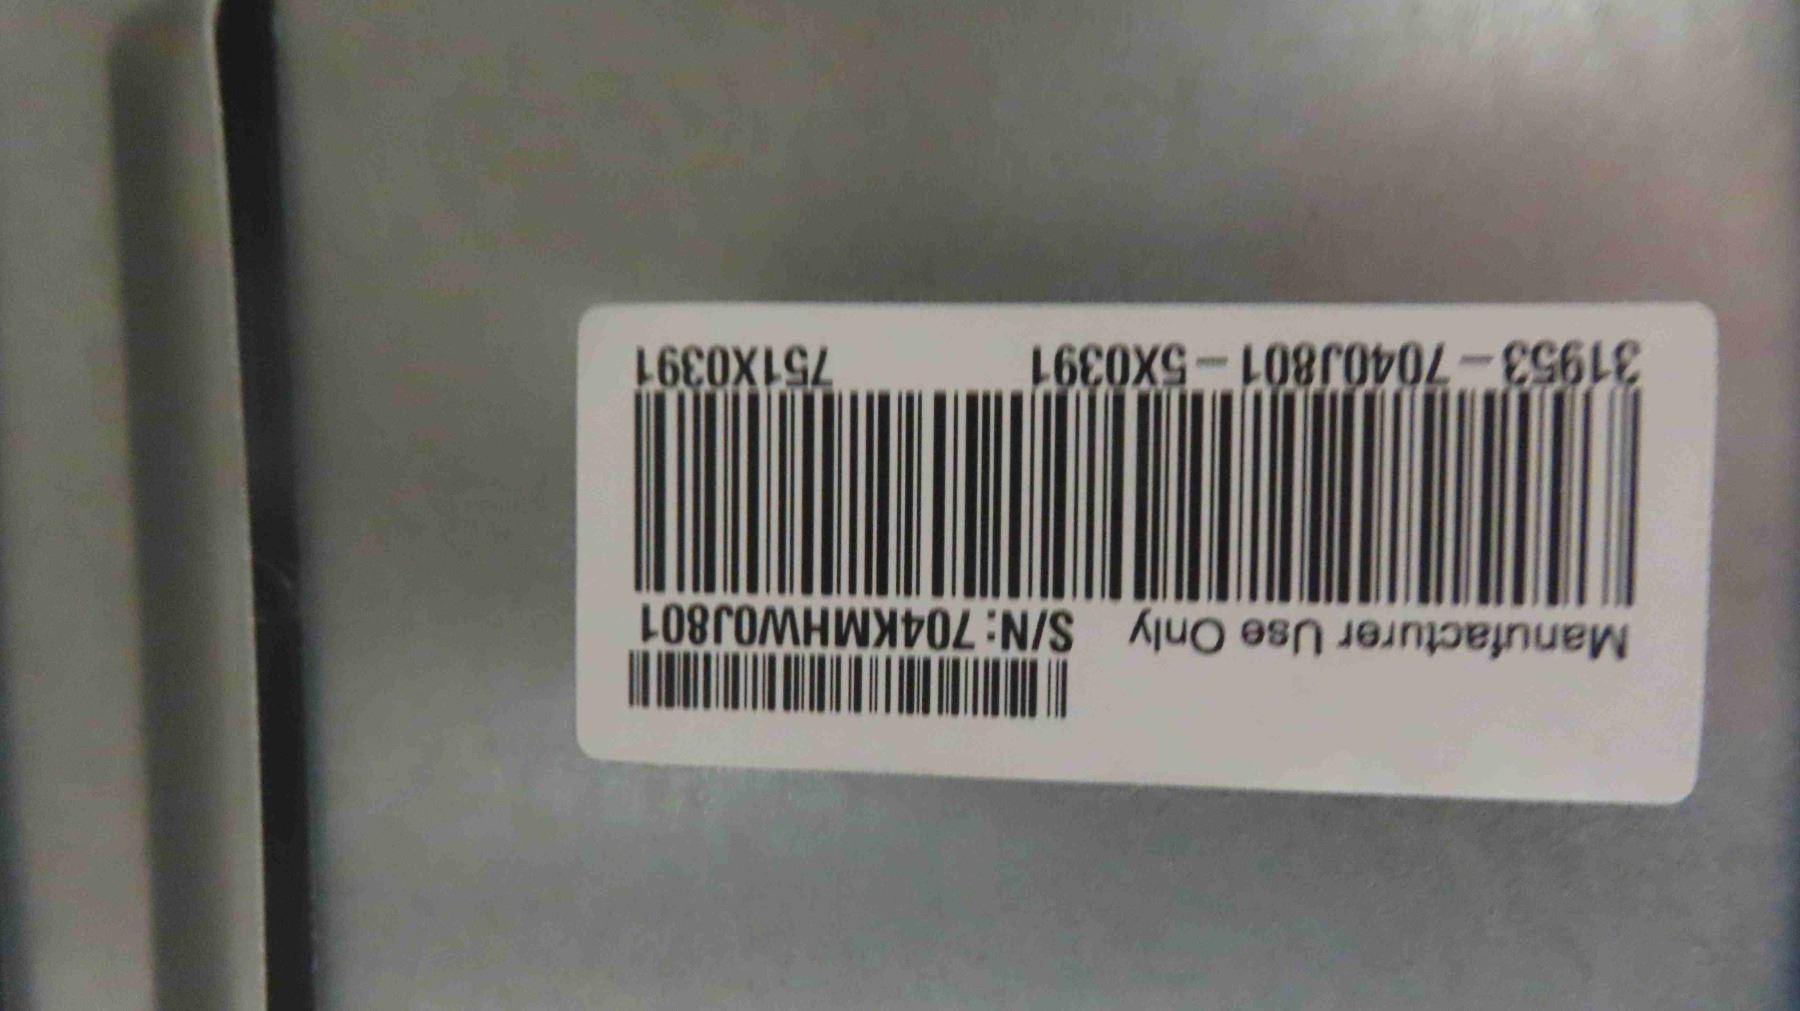 Manufacturer Use Only S/N: 704KMHW0J801
31953 – 7040J801 – 5X0391 751X0391